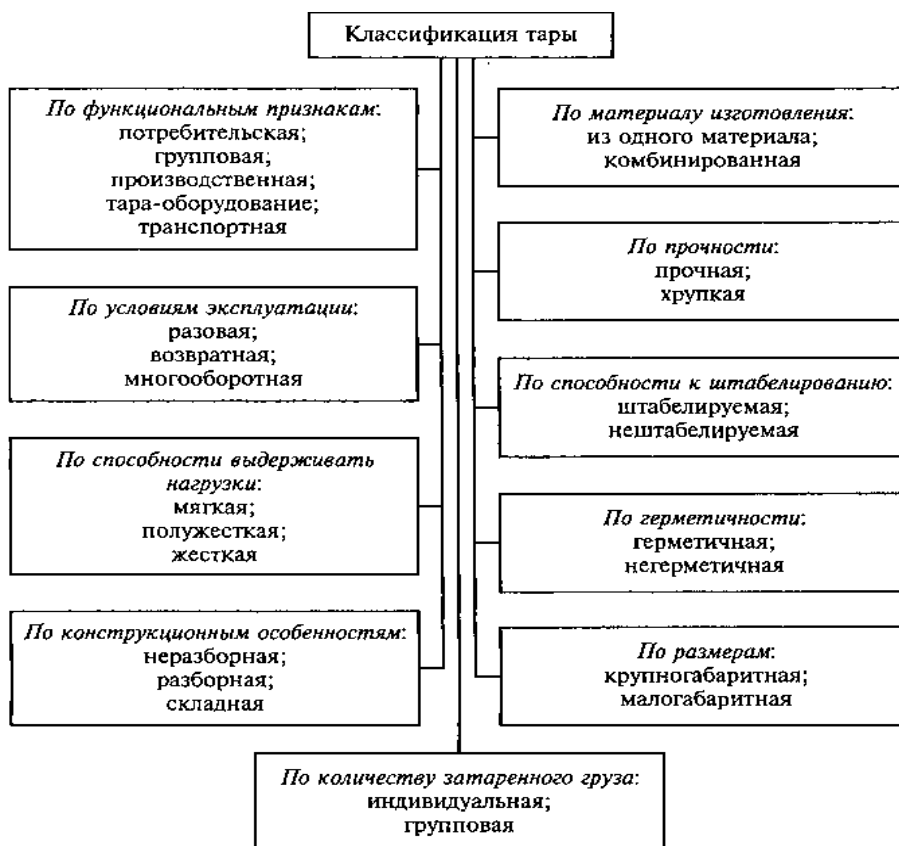 Классификация тары
По функциональным признакам:
потребительская;
групповая;
производственная;
тара-оборудование;
транспортная
По условиям эксплуатации:
разовая;
возвратная;
многооборотная
По способности выдерживать
нагрузки:
мягкая;
полужесткая;
жесткая
По конструкционным особенностям:
неразборная;
разборная;
складная
По материалу изготовления:
из одного материала;
комбинированная
По прочности:
прочная;
хрупкая
По способности к штабелированию:
штабелируемая;
нештабелируемая
По герметичности:
герметичная;
негерметичная
По размерам:
крупногабаритная;
малогабаритная
По количеству затаренного груза:
индивидуальная;
групповая